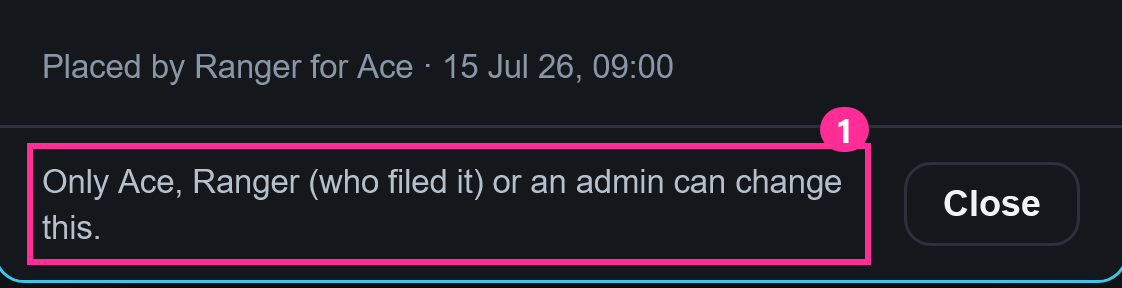 Placed by Ranger for Ace · 15 Jul 26, 09:00
1
Only Ace, Ranger (who filed it) or an admin can change
this.
Close